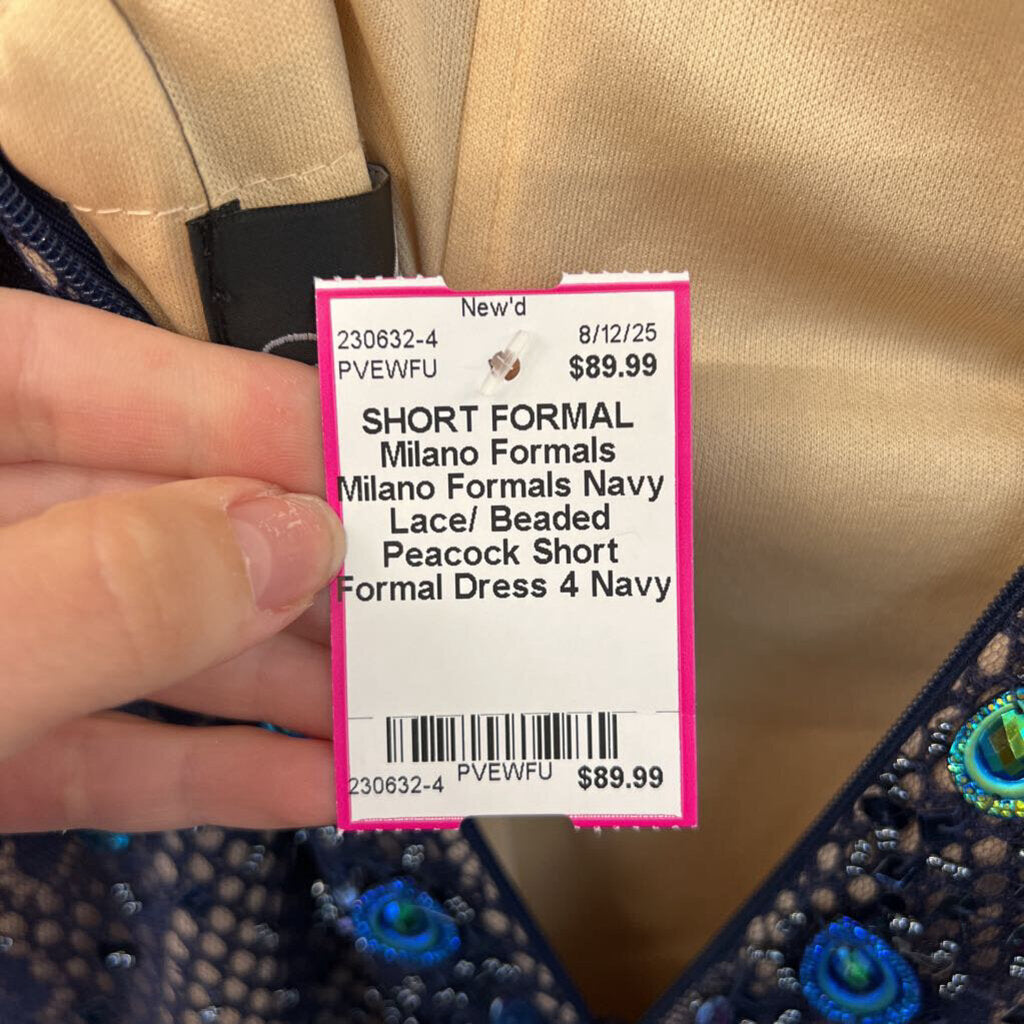 New'd
230632-4 8/12/25
PVEWFU $89.99
SHORT FORMAL
Milano Formals
Milano Formals Navy
Lace/ Beaded
Peacock Short
Formal Dress 4 Navy
230632-4 PVEWFU $89.99